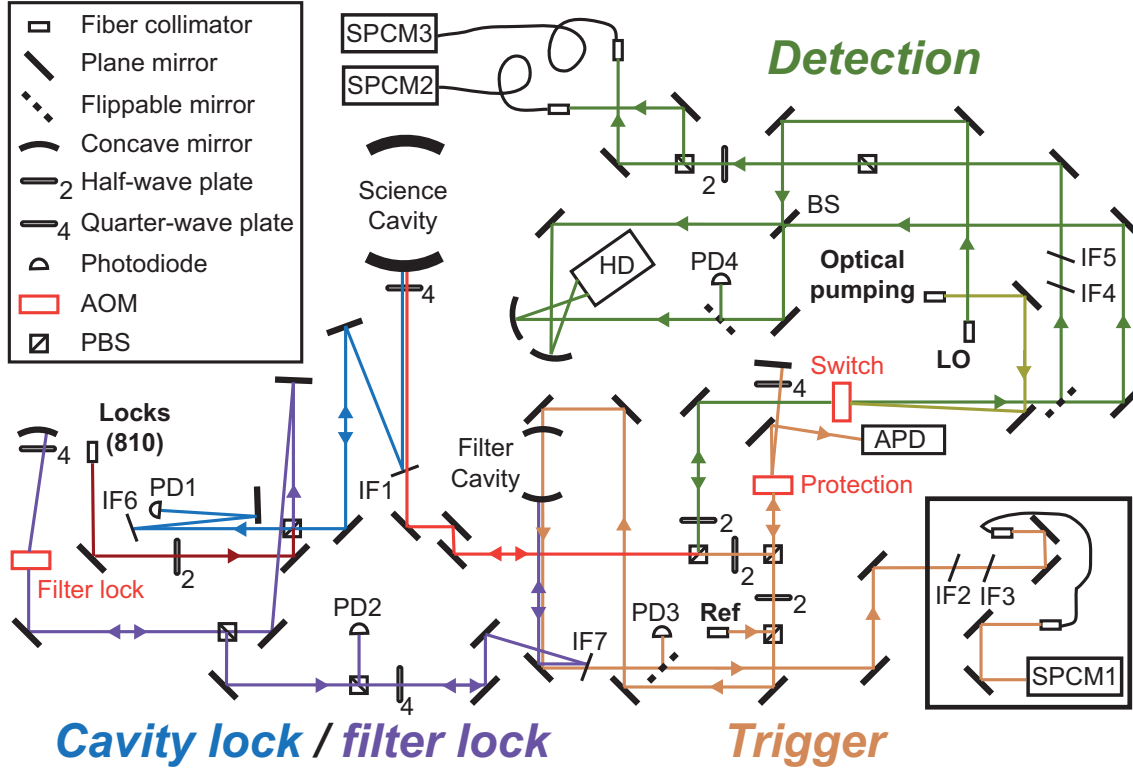 Fiber collimator
Plane mirror
Flippable mirror
Concave mirror
2 Half-wave plate
4 Quarter-wave plate
Photodiode
AOM
PBS
SPCM3
SPCM2
Detection
Science
Cavity
4
2
BS
HD
PD4
Optical
pumping
IF5
IF4
LO
Switch
4
APD
Protection
Locks
(810)
4
PD1
IF6
2
Filter lock
IF1
Filter
Cavity
2
2
2
PD2
4
IF7
PD3
Ref
IF2
IF3
SPCM1
Cavity lock / filter lock
Trigger